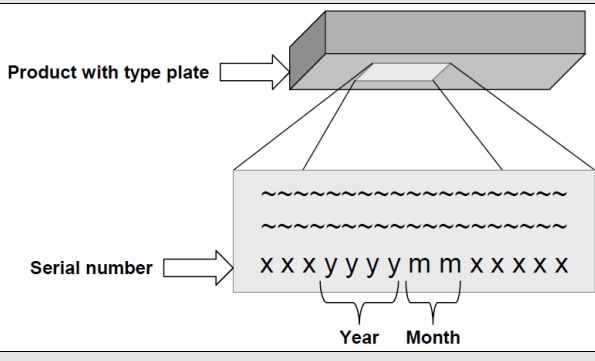 Product with type plate
~~~~~~~~~~~~~~~~~~~
~~~~~~~~~~~~~~~~~~~
Serial number
x x x y y y y m m x x x x x
Year Month